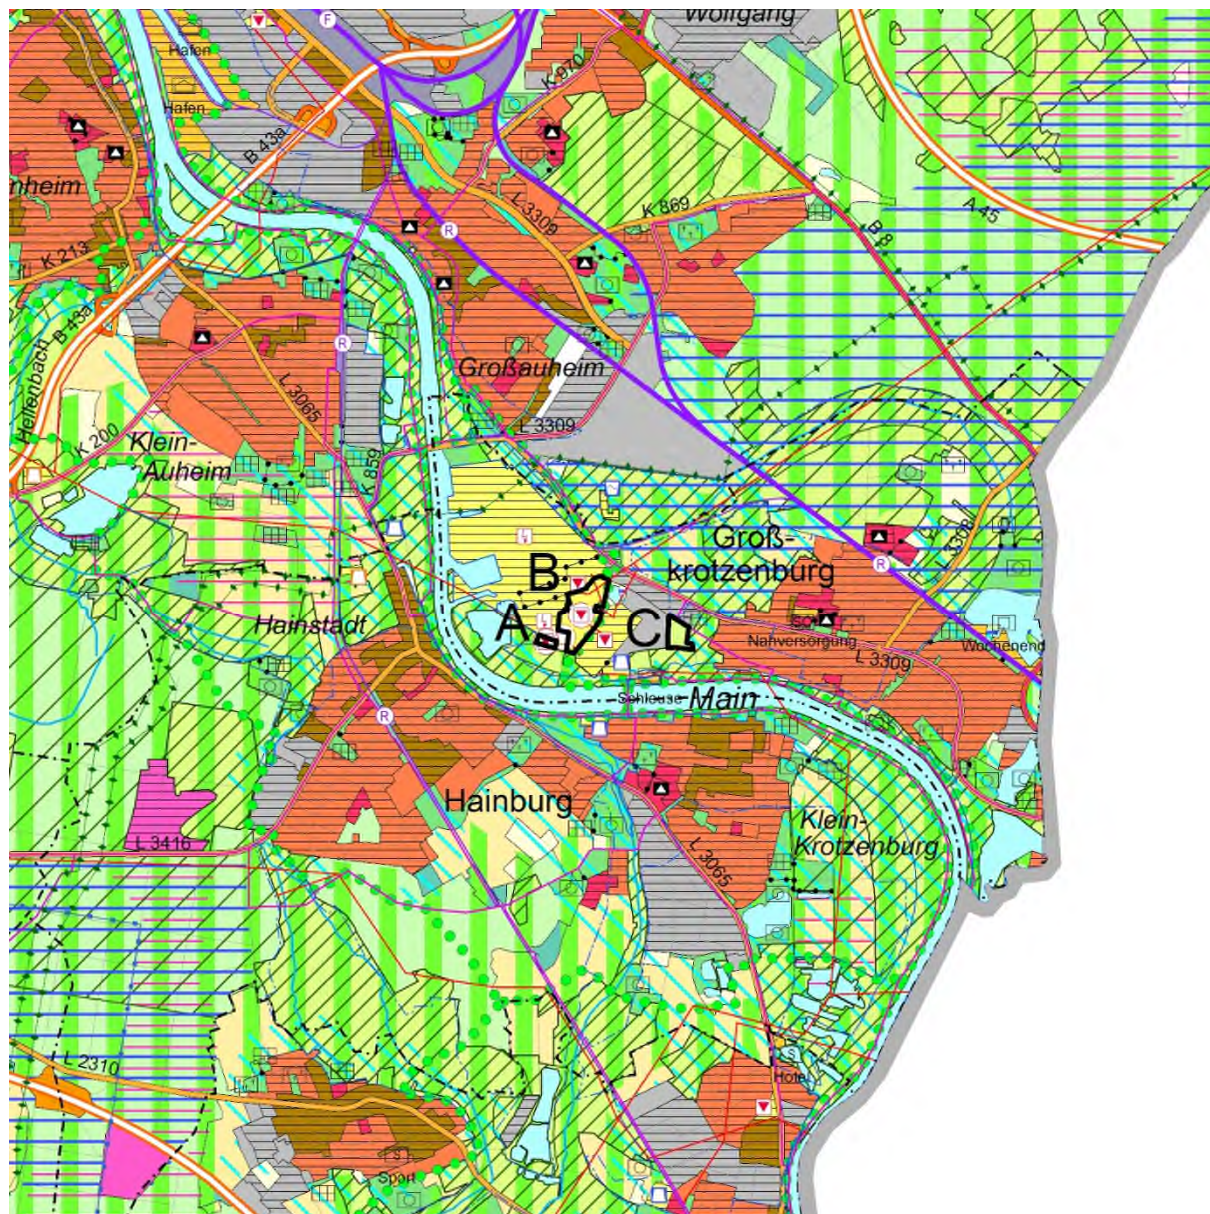 Wolfgang
F
Hafen
Hafen
K 970
B 43a
nheim
A 45
K 869
L 3309
B 8
R
K 213
B 43a
R
Hellenbach
Großauheim
L 3065
L 3309
K 200
Klein-
Auheim
K 859
Groß-
krotzenburg
L 3308
R
B
A
C
Hainstadt
Nahversorgung
Wochenend
L 3309
Schleuse
Main
R
Hainburg
Klein-
Krotzenburg
L 3416
L 3065
L 2310
S
Hotel
S
Sport